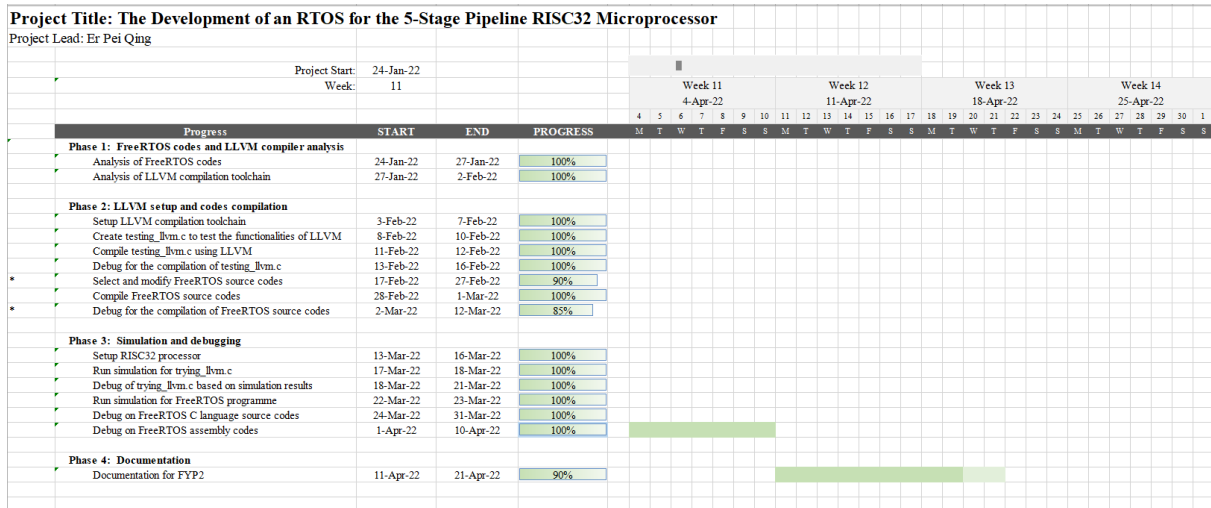 Project Title: The Development of an RTOS for the 5-Stage Pipeline RISC32 Microprocessor
Project Lead: Er Pei Qing
Project Start: 24-Jan-22
Week: 11
Week 11 Week 12 Week 13 Week 14
4-Apr-22 11-Apr-22 18-Apr-22 25-Apr-22
4 5 6 7 8 9 10 11 12 13 14 15 16 17 18 19 20 21 22 23 24 25 26 27 28 29 30 1
Progress START END PROGRESS M T W T F S S M T W T F S S M T W T F S S M T W T F S S
Phase 1: FreeRTOS codes and LLVM compiler analysis
Analysis of FreeRTOS codes 24-Jan-22 27-Jan-22 100%
Analysis of LLVM compilation toolchain 27-Jan-22 2-Feb-22 100%
Phase 2: LLVM setup and codes compilation
Setup LLVM compilation toolchain 3-Feb-22 7-Feb-22 100%
Create testing_llvm.c to test the functionalities of LLVM 8-Feb-22 10-Feb-22 100%
Compile testing_llvm.c using LLVM 11-Feb-22 12-Feb-22 100%
Debug for the compilation of testing_llvm.c 13-Feb-22 16-Feb-22 100%
* Select and modify FreeRTOS source codes 17-Feb-22 27-Feb-22 90%
Compile FreeRTOS source codes 28-Feb-22 1-Mar-22 100%
* Debug for the compilation of FreeRTOS source codes 2-Mar-22 12-Mar-22 85%
Phase 3: Simulation and debugging
Setup RISC32 processor 13-Mar-22 16-Mar-22 100%
Run simulation for trying_llvm.c 17-Mar-22 18-Mar-22 100%
Debug of trying_llvm.c based on simulation results 18-Mar-22 21-Mar-22 100%
Run simulation for FreeRTOS programme 22-Mar-22 23-Mar-22 100%
Debug on FreeRTOS C language source codes 24-Mar-22 31-Mar-22 100%
Debug on FreeRTOS assembly codes 1-Apr-22 10-Apr-22 100%
Phase 4: Documentation
Documentation for FYP2 11-Apr-22 21-Apr-22 90%